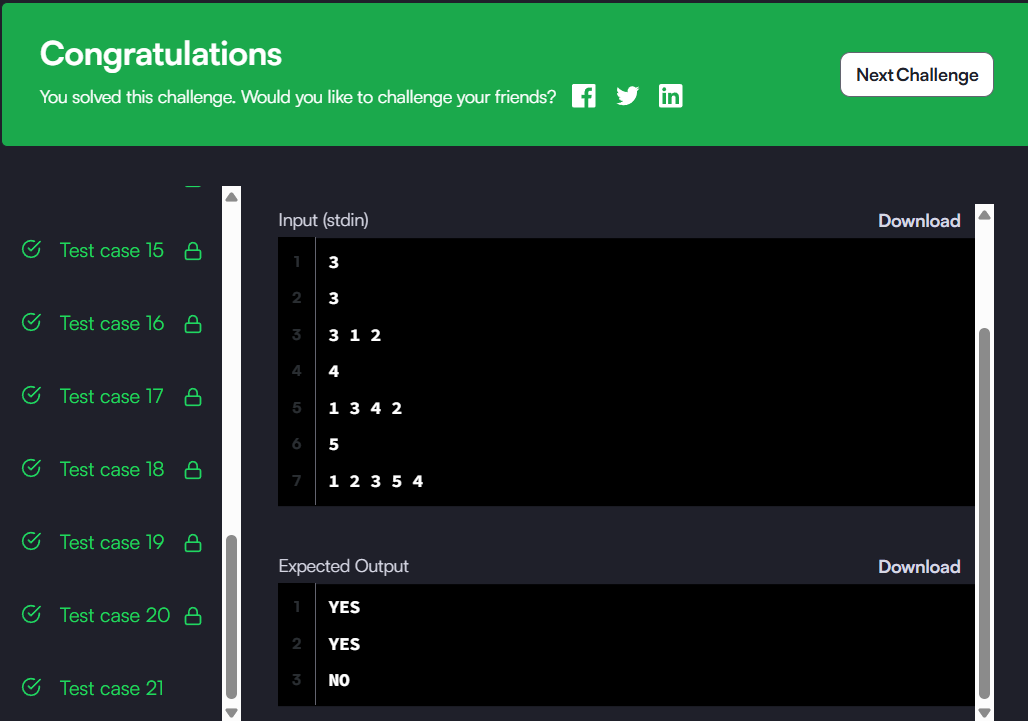 Congratulations
You solved this challenge. Would you like to challenge your friends?
Next Challenge
Test case 15
Test case 16
Test case 17
Test case 18
Test case 19
Test case 20
Test case 21
Input (stdin)
Download
1 3
2 3
3 3 1 2
4 4
5 1 3 4 2
6 5
7 1 2 3 5 4
Expected Output
Download
1 YES
2 YES
3 NO